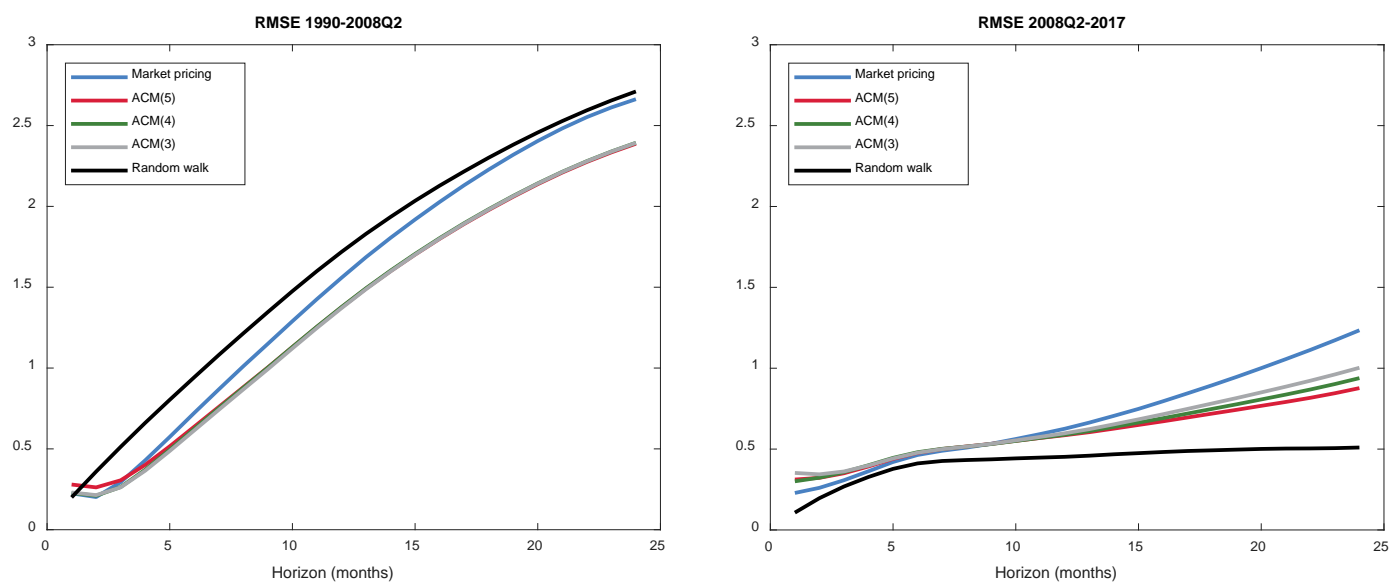 RMSE 1990-2008Q2
3
2.5
2
1.5
1
0.5
0
Market pricing
ACM(5)
ACM(4)
ACM(3)
Random walk
0 5 10 15 20 25
Horizon (months)
RMSE 2008Q2-2017
3
2.5
2
1.5
1
0.5
0
Market pricing
ACM(5)
ACM(4)
ACM(3)
Random walk
0 5 10 15 20 25
Horizon (months)